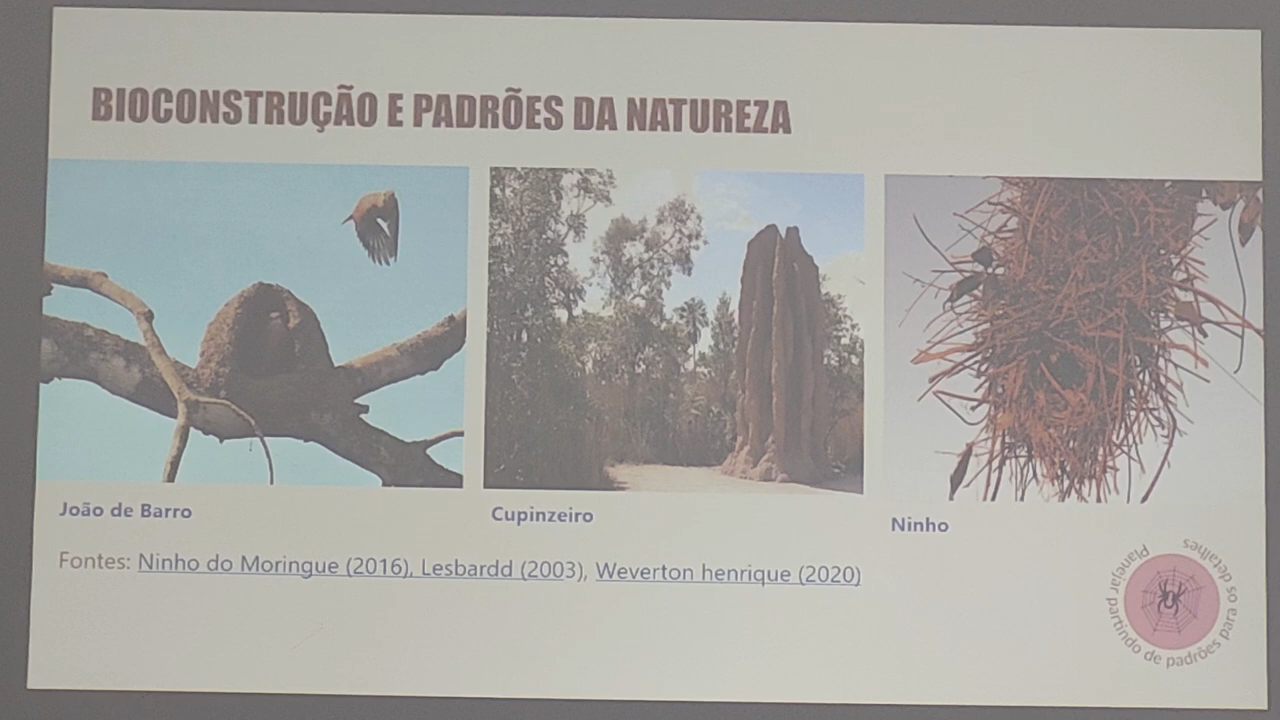 BIOCONSTRUÇÃO E PADRÕES DA NATUREZA
João de Barro
Cupinzeiro
Ninho
Fontes: Ninho do Moringue (2016), Lesbardd (2003), Weverton henrique (2020)
Planejar partindo de padrões para os detalhes